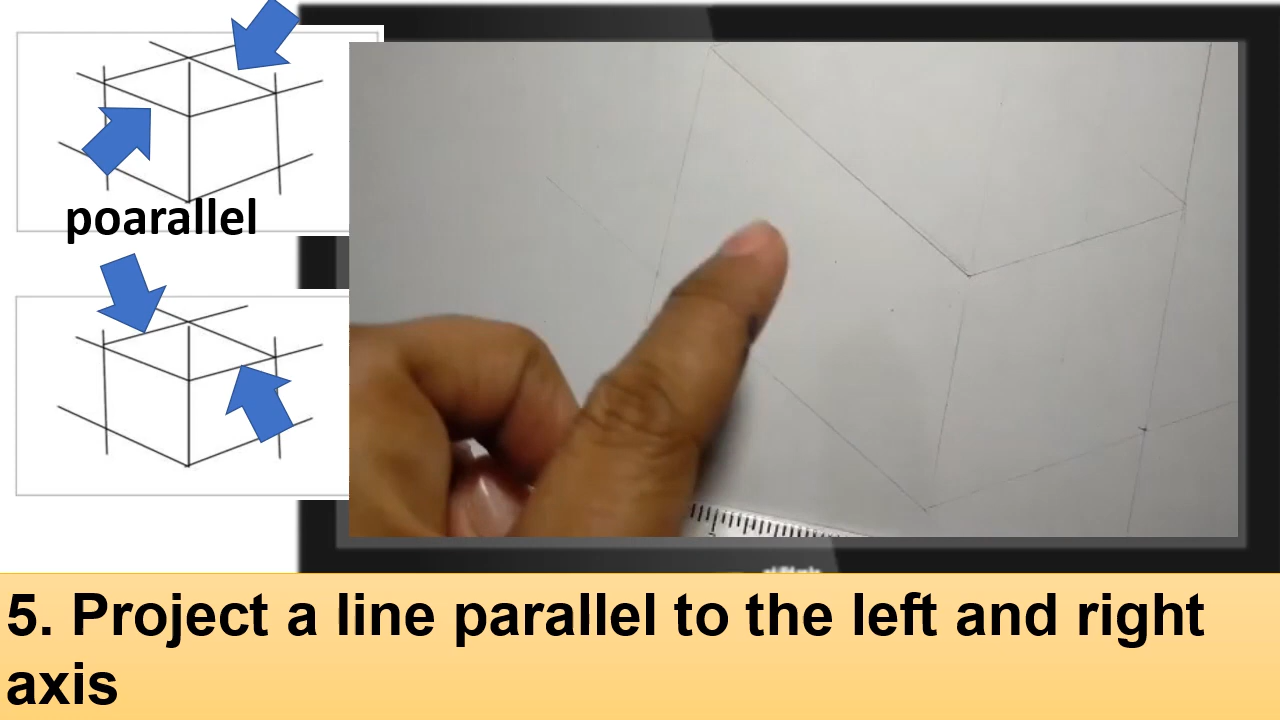 poarallel
5. Project a line parallel to the left and right
axis